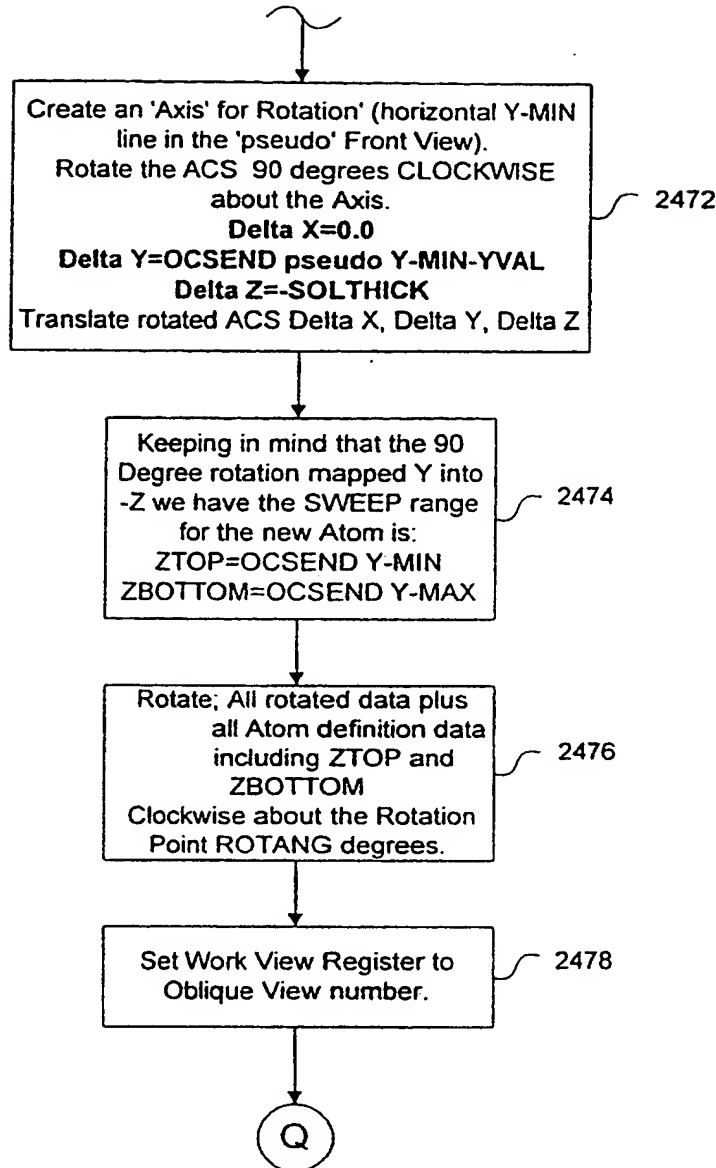 Create an 'Axis' for Rotation' (horizontal Y-MIN
line in the 'pseudo' Front View).
Rotate the ACS 90 degrees CLOCKWISE
about the Axis.
Delta X=0.0
Delta Y=OCSEND pseudo Y-MIN-YVAL
Delta Z=-SOLTHICK
Translate rotated ACS Delta X, Delta Y, Delta Z
2472
Keeping in mind that the 90
Degree rotation mapped Y into
-Z we have the SWEEP range
for the new Atom is:
ZTOP=OCSEND Y-MIN
ZBOTTOM=OCSEND Y-MAX
2474
Rotate; All rotated data plus
all Atom definition data
including ZTOP and
ZBOTTOM
Clockwise about the Rotation
Point ROTANG degrees.
2476
Set Work View Register to
Oblique View number.
2478
Q